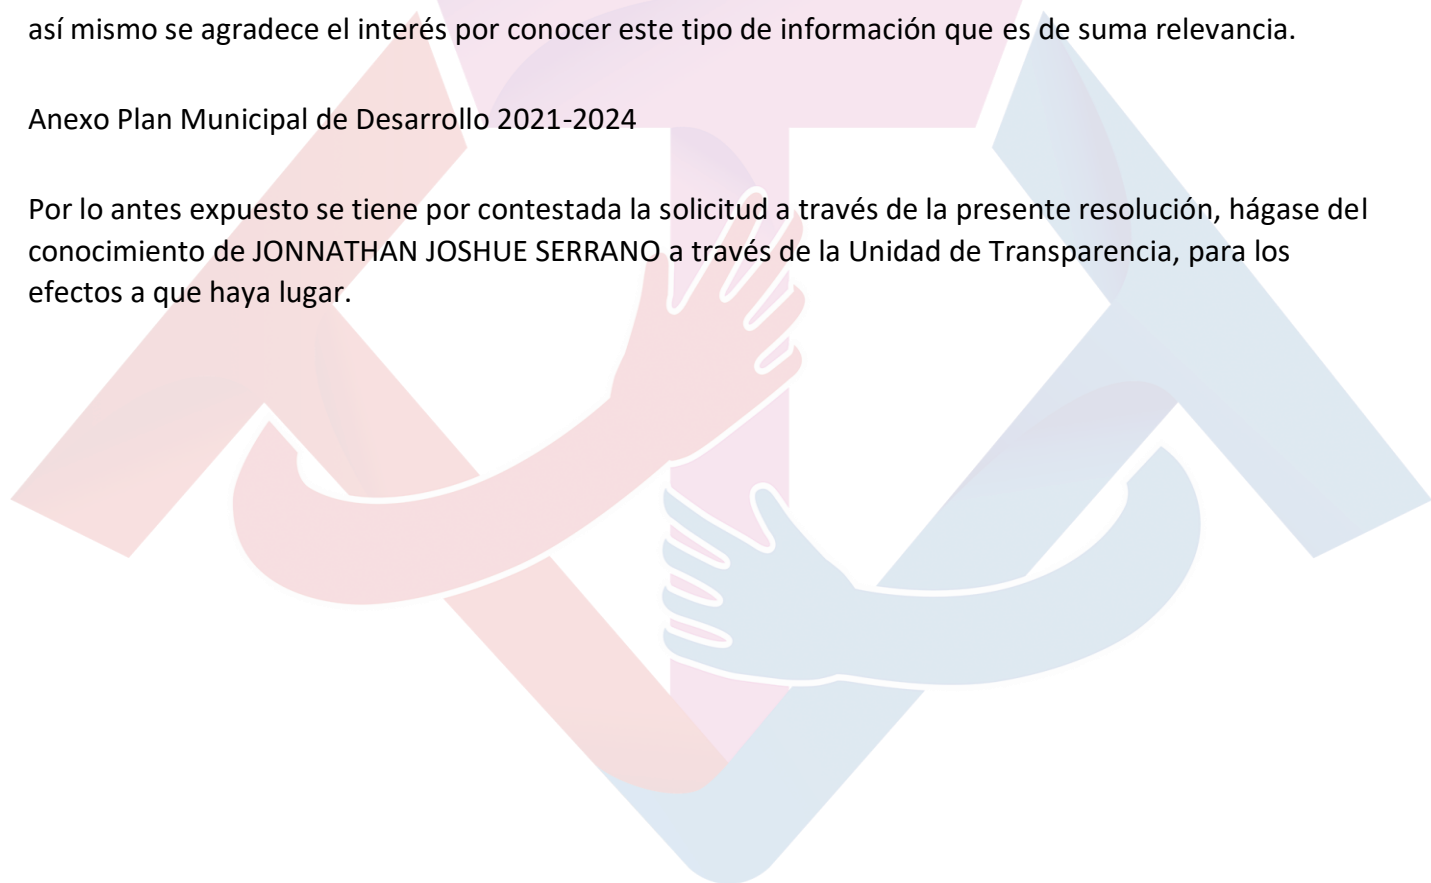 así mismo se agradece el interés por conocer este tipo de información que es de suma relevancia.
Anexo Plan Municipal de Desarrollo 2021-2024
Por lo antes expuesto se tiene por contestada la solicitud a través de la presente resolución, hágase del
conocimiento de JONNATHAN JOSHUE SERRANO a través de la Unidad de Transparencia, para los
efectos a que haya lugar.